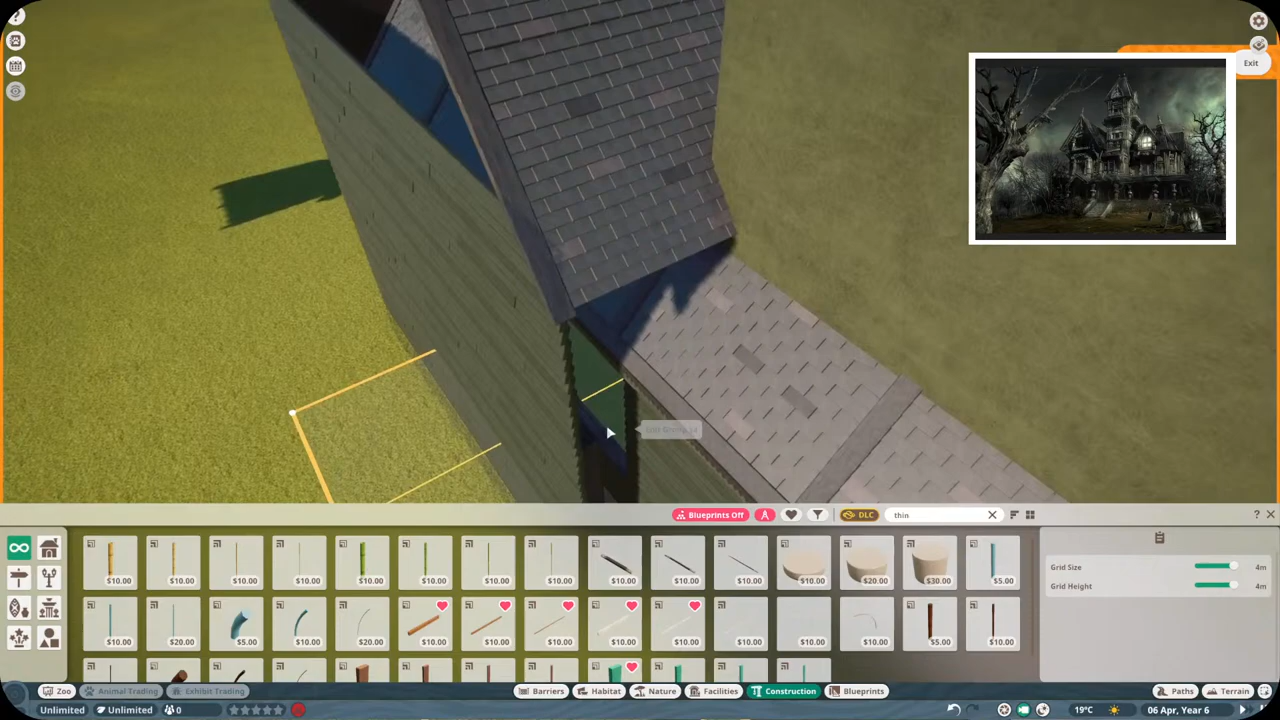 ?
Exit
Blueprints Off
DLC
thin
?
$10.00 $10.00 $10.00 $10.00 $10.00 $10.00 $10.00 $10.00 $10.00 $10.00 $10.00 $10.00 $20.00 $30.00 $5.00
Grid Size 4m
Grid Height 4m
$10.00 $20.00 $5.00 $10.00 $20.00 $10.00 $10.00 $10.00 $10.00 $10.00 $10.00 $10.00 $10.00 $5.00 $10.00
Zoo Animal Trading Exhibit Trading Barriers Habitat Nature Facilities Construction Blueprints Paths Terrain
Unlimited Unlimited 0 19°C 06 Apr, Year 6